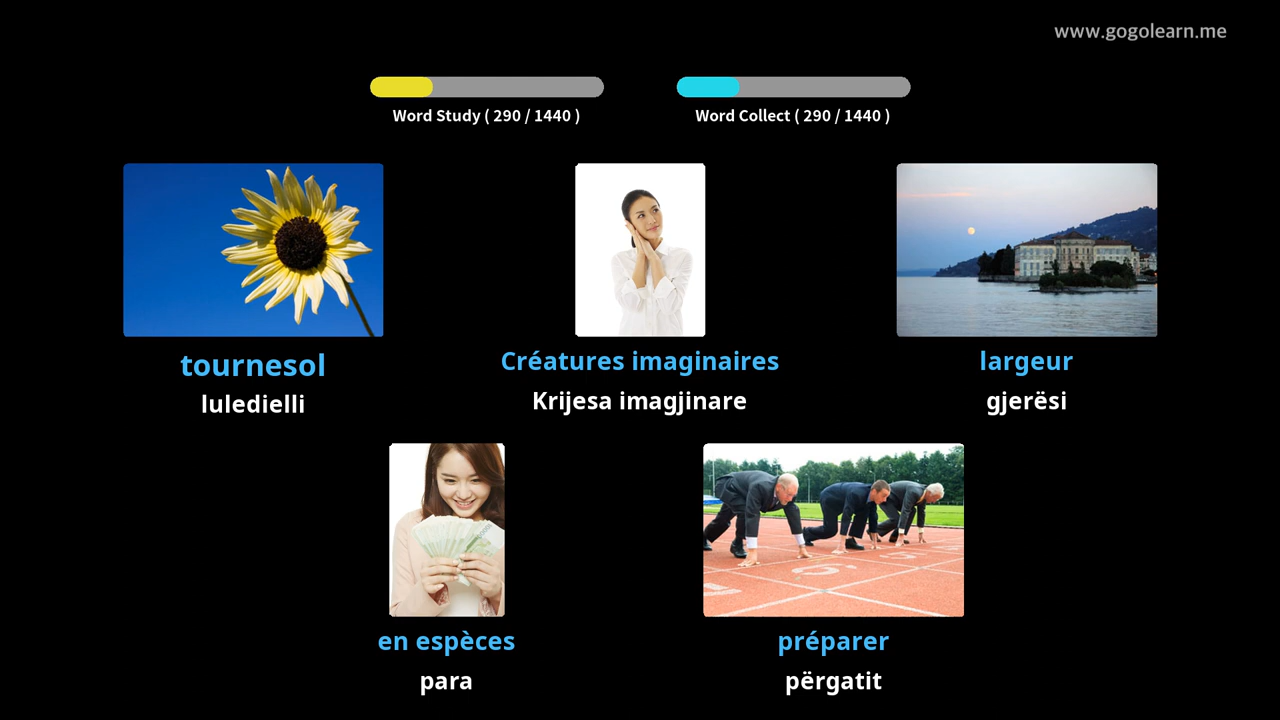 www.gogolearn.me
Word Study ( 290 / 1440 )
Word Collect ( 290 / 1440 )
tournesol
luledielli
Créatures imaginaires
Krijesa imagjinare
largeur
gjerësi
en espèces
para
préparer
përgatit